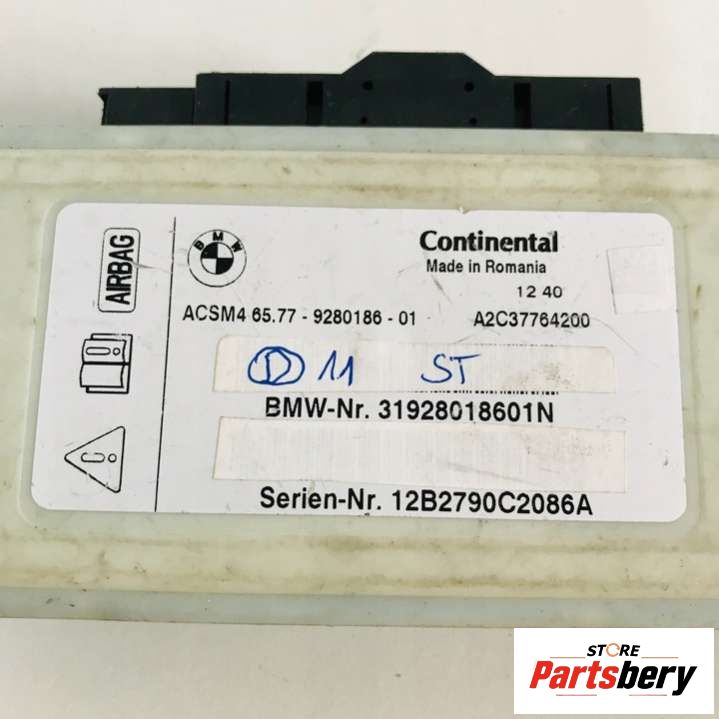 AIRBAG
BMW
Continental
Made in Romania
12 40
ACSM4 65.77 - 9280186 - 01 A2C37764200
D 11 ST
BMW-Nr. 31928018601N
Serien-Nr. 12B2790C2086A
STORE
Partsbery